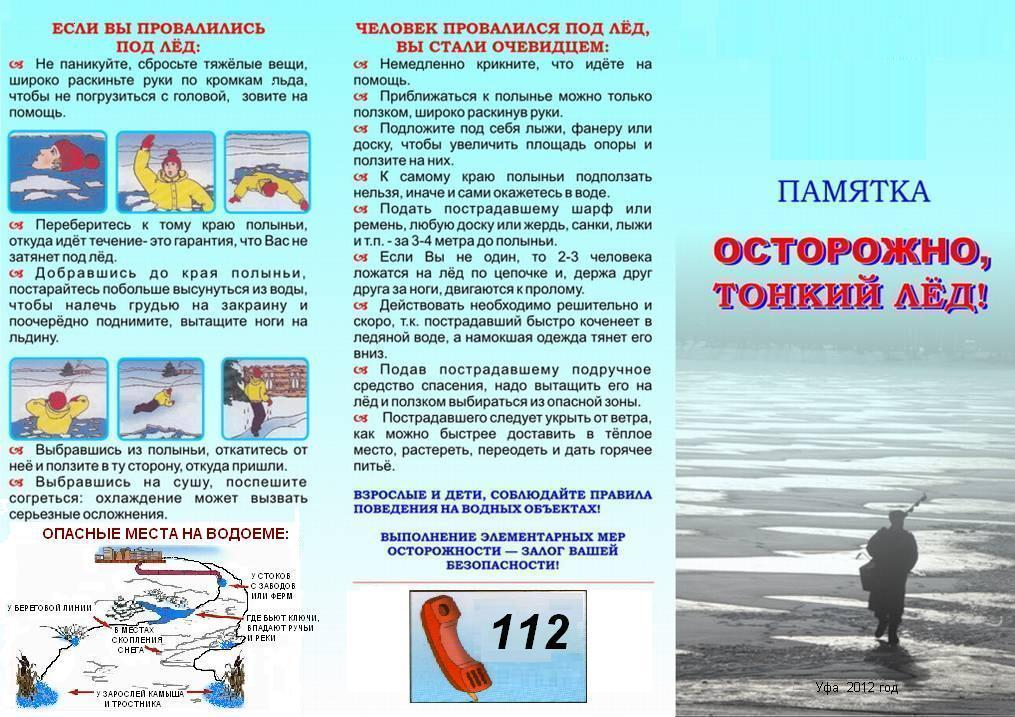 ЕСЛИ ВЫ ПРОВАЛИЛИСЬ
ПОД ЛЁД:
Не паникуйте, сбросьте тяжёлые вещи,
широко раскиньте руки по кромкам льда,
чтобы не погрузиться с головой, зовите на
помощь.
Переберитесь к тому краю полыньи,
откуда идёт течение- это гарантия, что Вас не
затянет под лёд.
Добравшись до края полыньи,
постарайтесь побольше высунуться из воды,
чтобы налечь грудью на закраину и
поочерёдно поднимите, вытащите ноги на
льдину.
Выбравшись из полыньи, откатитесь от
неё и ползите в ту сторону, откуда пришли.
Выбравшись на сушу, поспешите
согреться: охлаждение может вызвать
серьезные осложнения.
ОПАСНЫЕ МЕСТА НА ВОДОЕМЕ:
У СТОКОВ
С ЗАВОДОВ
ИЛИ ФЕРМ
У БЕРЕГОВОЙ ЛИНИИ
ГДЕ БЬЮТ КЛЮЧИ,
ВПАДАЮТ РУЧЬИ
И РЕКИ
В МЕСТАХ
СКОПЛЕНИЯ
СНЕГА
У ЗАРОСЛЕЙ КАМЫША
И ТРОСТНИКА
ЧЕЛОВЕК ПРОВАЛИЛСЯ ПОД ЛЁД,
ВЫ СТАЛИ ОЧЕВИДЦЕМ:
Немедленно крикните, что идёте на
помощь.
Приближаться к полынье можно только
ползком, широко раскинув руки.
Подложите под себя лыжи, фанеру или
доску, чтобы увеличить площадь опоры и
ползите на них.
К самому краю полыньи подползать
нельзя, иначе и сами окажетесь в воде.
Подать пострадавшему шарф или
ремень, любую доску или жердь, санки, лыжи
и т.п. - за 3-4 метра до полыньи.
Если Вы не один, то 2-3 человека
ложатся на лёд по цепочке и, держа друг
друга за ноги, двигаются к пролому.
Действовать необходимо решительно и
скоро, т.к. пострадавший быстро коченеет в
ледяной воде, а намокшая одежда тянет его
вниз.
Подав пострадавшему подручное
средство спасения, надо вытащить его на
лёд и ползком выбираться из опасной зоны.
Пострадавшего следует укрыть от ветра,
как можно быстрее доставить в тёплое
место, растереть, переодеть и дать горячее
питьё.
ВЗРОСЛЫЕ И ДЕТИ, СОБЛЮДАЙТЕ ПРАВИЛА
ПОВЕДЕНИЯ НА ВОДНЫХ ОБЪЕКТАХ!
ВЫПОЛНЕНИЕ ЭЛЕМЕНТАРНЫХ МЕР
ОСТОРОЖНОСТИ — ЗАЛОГ ВАШЕЙ
БЕЗОПАСНОСТИ!
112
ПАМЯТКА
ОСТОРОЖНО,
ТОНКИЙ ЛЁД!
Уфа 2012 год